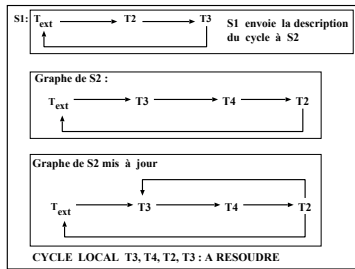 S1: Text T2 T3 S1 envoie la description
du cycle à S2
Graphe de S2 :
Text T3 T4 T2
Graphe de S2 mis à jour
Text T3 T4 T2
CYCLE LOCAL T3, T4, T2, T3 : A RESOUDRE